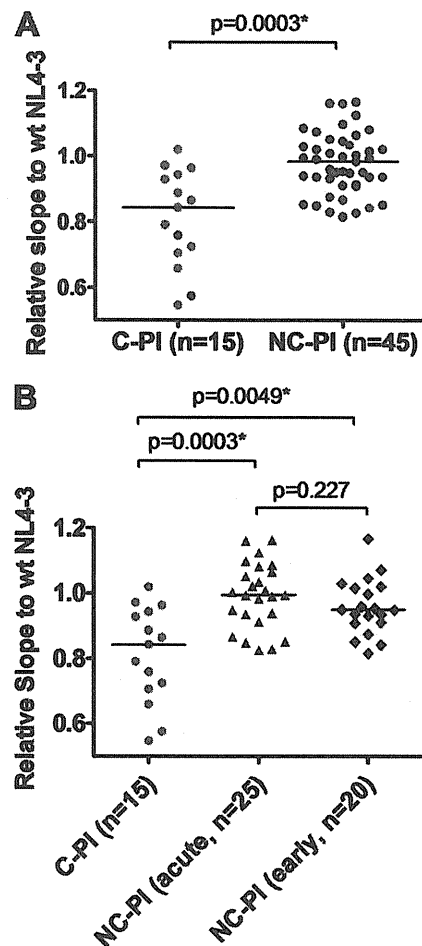 A
p=0.0003*
Relative slope to wt NL4-3
1.2
1.0
0.8
0.6
C-PI (n=15)
NC-PI (n=45)
B
p=0.0049*
p=0.0003*
p=0.227
Relative Slope to wt NL4-3
1.2
1.0
0.8
0.6
C-PI (n=15)
NC-PI (acute, n=25)
NC-PI (early, n=20)